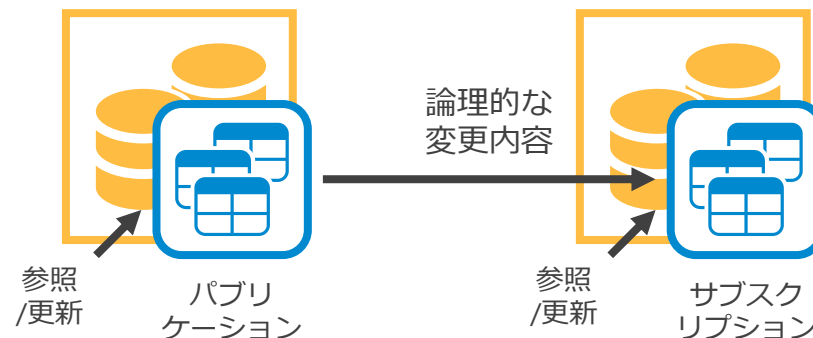 論理的な
変更内容
参照
/更新
パブリ
ケーション
参照
/更新
サブスク
リプション